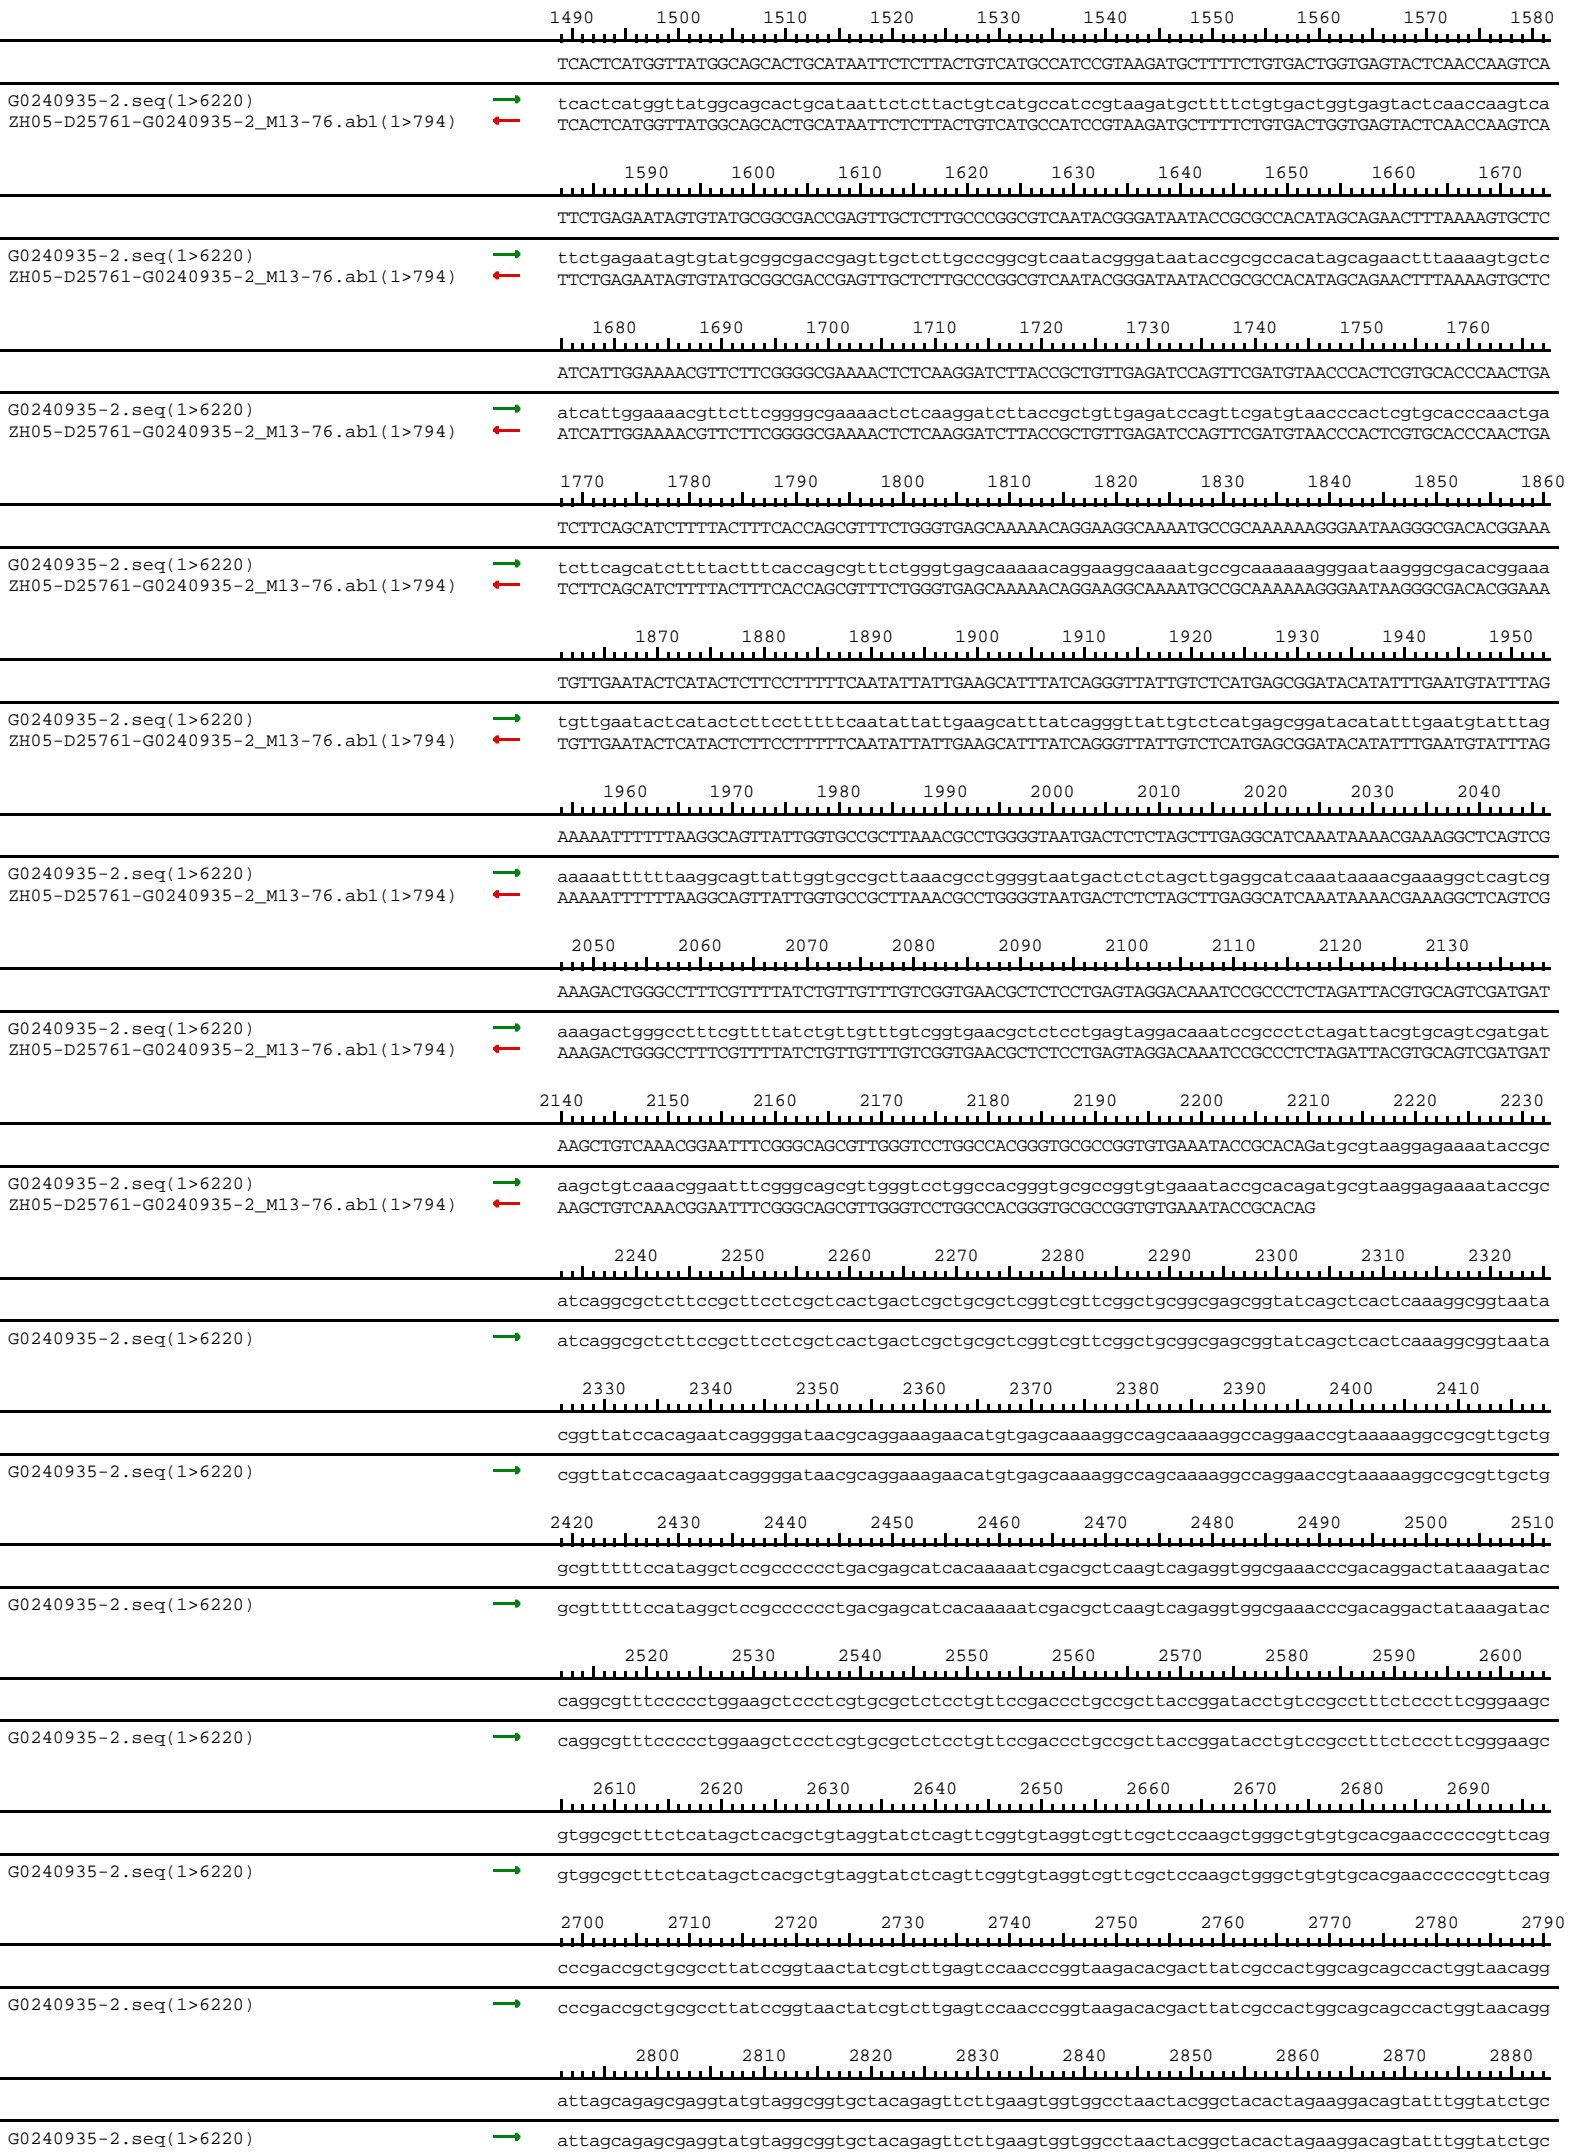 1490 1500 1510 1520 1530 1540 1550 1560 1570 1580
TCACTCATGGTTATGGCAGCACTGCATAATTCTCTTACTGTCATGCCATCCGTAAGATGCTTTTCTGTGACTGGTGAGTACTCAACCAAGTCA
G0240935-2.seq(1>6220) tcactcatggttatggcagcactgcataattctcttactgtcatgccatccgtaagatgcttttctgtgactggtgagtactcaaccaagtca
ZH05-D25761-G0240935-2_M13-76.ab1(1>794) TCACTCATGGTTATGGCAGCACTGCATAATTCTCTTACTGTCATGCCATCCGTAAGATGCTTTTCTGTGACTGGTGAGTACTCAACCAAGTCA
1590 1600 1610 1620 1630 1640 1650 1660 1670
TTCTGAGAATAGTGTATGCGGCGACCGAGTTGCTCTTGCCCGGCGTCAATACGGGATAATACCGCGCCACATAGCAGAACTTTAAAAGTGCTC
G0240935-2.seq(1>6220) ttctgagaatagtgtatgcggcgaccgagttgctcttgcccggcgtcaatacgggataataccgcgccacatagcagaactttaaaagtgctc
ZH05-D25761-G0240935-2_M13-76.ab1(1>794) TTCTGAGAATAGTGTATGCGGCGACCGAGTTGCTCTTGCCCGGCGTCAATACGGGATAATACCGCGCCACATAGCAGAACTTTAAAAGTGCTC
1680 1690 1700 1710 1720 1730 1740 1750 1760
ATCATTGGAAAACGTTCTTCGGGGCGAAAACTCTCAAGGATCTTACCGCTGTTGAGATCCAGTTCGATGTAACCCACTCGTGCACCCAACTGA
G0240935-2.seq(1>6220) atcattggaaaacgttcttcggggcgaaaactctcaaggatcttaccgctgttgagatccagttcgatgtaacccactcgtgcacccaactga
ZH05-D25761-G0240935-2_M13-76.ab1(1>794) ATCATTGGAAAACGTTCTTCGGGGCGAAAACTCTCAAGGATCTTACCGCTGTTGAGATCCAGTTCGATGTAACCCACTCGTGCACCCAACTGA
1770 1780 1790 1800 1810 1820 1830 1840 1850 1860
TCTTCAGCATCTTTTACTTTCACCAGCGTTTCTGGGTGAGCAAAAACAGGAAGGCAAAATGCCGCAAAAAAGGGAATAAGGGCGACACGGAAA
G0240935-2.seq(1>6220) tcttcagcatcttttactttcaccagcgtttctgggtgagcaaaaacaggaaggcaaaatgccgcaaaaaagggaataagggcgacacggaaa
ZH05-D25761-G0240935-2_M13-76.ab1(1>794) TCTTCAGCATCTTTTACTTTCACCAGCGTTTCTGGGTGAGCAAAAACAGGAAGGCAAAATGCCGCAAAAAAGGGAATAAGGGCGACACGGAAA
1870 1880 1890 1900 1910 1920 1930 1940 1950
TGTTGAATACTCATACTCTTCCTTTTTCAATATTATTGAAGCATTTATCAGGGTTATTGTCTCATGAGCGGATACATATTTGAATGTATTTAG
G0240935-2.seq(1>6220) tgttgaatactcatactcttcctttttcaatattattgaagcatttatcagggttattgtctcatgagcggatacatatttgaatgtatttag
ZH05-D25761-G0240935-2_M13-76.ab1(1>794) TGTTGAATACTCATACTCTTCCTTTTTCAATATTATTGAAGCATTTATCAGGGTTATTGTCTCATGAGCGGATACATATTTGAATGTATTTAG
1960 1970 1980 1990 2000 2010 2020 2030 2040
AAAAATTTTTTAAGGCAGTTATTGGTGCCGCTTAAACGCCTGGGGTAATGACTCTCTAGCTTGAGGCATCAAATAAAACGAAAGGCTCAGTCG
G0240935-2.seq(1>6220) aaaaattttttaaggcagttattggtgccgcttaaacgcctggggtaatgactctctagcttgaggcatcaaataaaacgaaaggctcagtcg
ZH05-D25761-G0240935-2_M13-76.ab1(1>794) AAAAATTTTTTAAGGCAGTTATTGGTGCCGCTTAAACGCCTGGGGTAATGACTCTCTAGCTTGAGGCATCAAATAAAACGAAAGGCTCAGTCG
2050 2060 2070 2080 2090 2100 2110 2120 2130
AAAGACTGGGCCTTTCGTTTTATCTGTTGTTTGTCGGTGAACGCTCTCCTGAGTAGGACAAATCCGCCCTCTAGATTACGTGCAGTCGATGAT
G0240935-2.seq(1>6220) aaagactgggcctttcgttttatctgttgtttgtcggtgaacgctctcctgagtaggacaaatccgccctctagattacgtgcagtcgatgat
ZH05-D25761-G0240935-2_M13-76.ab1(1>794) AAAGACTGGGCCTTTCGTTTTATCTGTTGTTTGTCGGTGAACGCTCTCCTGAGTAGGACAAATCCGCCCTCTAGATTACGTGCAGTCGATGAT
2140 2150 2160 2170 2180 2190 2200 2210 2220 2230
AAGCTGTCAAACGGAATTTCGGGCAGCGTTGGGTCCTGGCCACGGGTGCGCCGGTGTGAAATACCGCACAGatgcgtaaggagaaaataccgc
G0240935-2.seq(1>6220) aagctgtcaaacggaatttcgggcagcgttgggtcctggccacgggtgcgccggtgtgaaataccgcacagatgcgtaaggagaaaataccgc
ZH05-D25761-G0240935-2_M13-76.ab1(1>794) AAGCTGTCAAACGGAATTTCGGGCAGCGTTGGGTCCTGGCCACGGGTGCGCCGGTGTGAAATACCGCACAG
2240 2250 2260 2270 2280 2290 2300 2310 2320
atcaggcgctcttccgcttcctcgctcactgactcgctgcgctcggtcgttcggctgcggcgagcggtatcagctcactcaaaggcggtaata
G0240935-2.seq(1>6220) atcaggcgctcttccgcttcctcgctcactgactcgctgcgctcggtcgttcggctgcggcgagcggtatcagctcactcaaaggcggtaata
2330 2340 2350 2360 2370 2380 2390 2400 2410
cggttatccacagaatcaggggataacgcaggaaagaacatgtgagcaaaaggccagcaaaaggccaggaaccgtaaaaaggccgcgttgctg
G0240935-2.seq(1>6220) cggttatccacagaatcaggggataacgcaggaaagaacatgtgagcaaaaggccagcaaaaggccaggaaccgtaaaaaggccgcgttgctg
2420 2430 2440 2450 2460 2470 2480 2490 2500 2510
gcgtttttccataggctccgcccccctgacgagcatcacaaaaatcgacgctcaagtcagaggtggcgaaacccgacaggactataaagatac
G0240935-2.seq(1>6220) gcgtttttccataggctccgcccccctgacgagcatcacaaaaatcgacgctcaagtcagaggtggcgaaacccgacaggactataaagatac
2520 2530 2540 2550 2560 2570 2580 2590 2600
caggcgtttccccctggaagctccctcgtgcgctctcctgttccgaccctgccgcttaccggatacctgtccgcctttctcccttcgggaagc
G0240935-2.seq(1>6220) caggcgtttccccctggaagctccctcgtgcgctctcctgttccgaccctgccgcttaccggatacctgtccgcctttctcccttcgggaagc
2610 2620 2630 2640 2650 2660 2670 2680 2690
gtggcgctttctcatagctcacgctgtaggtatctcagttcggtgtaggtcgttcgctccaagctgggctgtgtgcacgaaccccccgttcag
G0240935-2.seq(1>6220) gtggcgctttctcatagctcacgctgtaggtatctcagttcggtgtaggtcgttcgctccaagctgggctgtgtgcacgaaccccccgttcag
2700 2710 2720 2730 2740 2750 2760 2770 2780 2790
cccgaccgctgcgccttatccggtaactatcgtcttgagtccaacccggtaagacacgacttatcgccactggcagcagccactggtaacagg
G0240935-2.seq(1>6220) cccgaccgctgcgccttatccggtaactatcgtcttgagtccaacccggtaagacacgacttatcgccactggcagcagccactggtaacagg
2800 2810 2820 2830 2840 2850 2860 2870 2880
attagcagagcgaggtatgtaggcggtgctacagagttcttgaagtggtggcctaactacggctacactagaaggacagtatttggtatctgc
G0240935-2.seq(1>6220) attagcagagcgaggtatgtaggcggtgctacagagttcttgaagtggtggcctaactacggctacactagaaggacagtatttggtatctgc